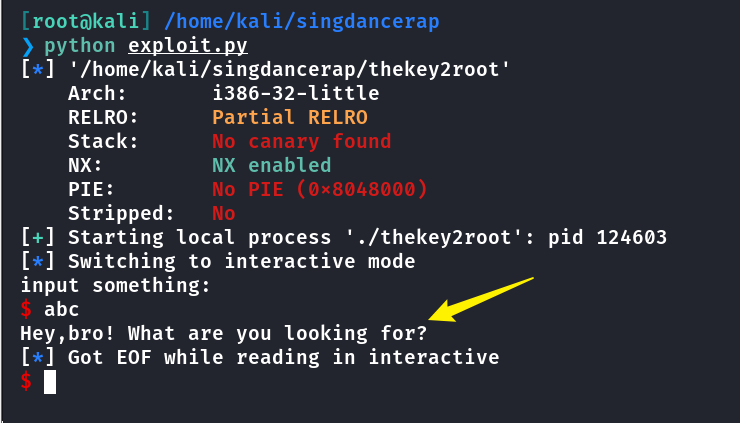 [root@kali] /home/kali/singdancerap
❯ python exploit.py
[*] '/home/kali/singdancerap/thekey2root'
    Arch:       i386-32-little
    RELRO:      Partial RELRO
    Stack:      No canary found
    NX:         NX enabled
    PIE:        No PIE (0×8048000)
    Stripped:   No
[+] Starting local process './thekey2root': pid 124603
[*] Switching to interactive mode
input something:
$ abc
Hey,bro! What are you looking for?
[*] Got EOF while reading in interactive
$